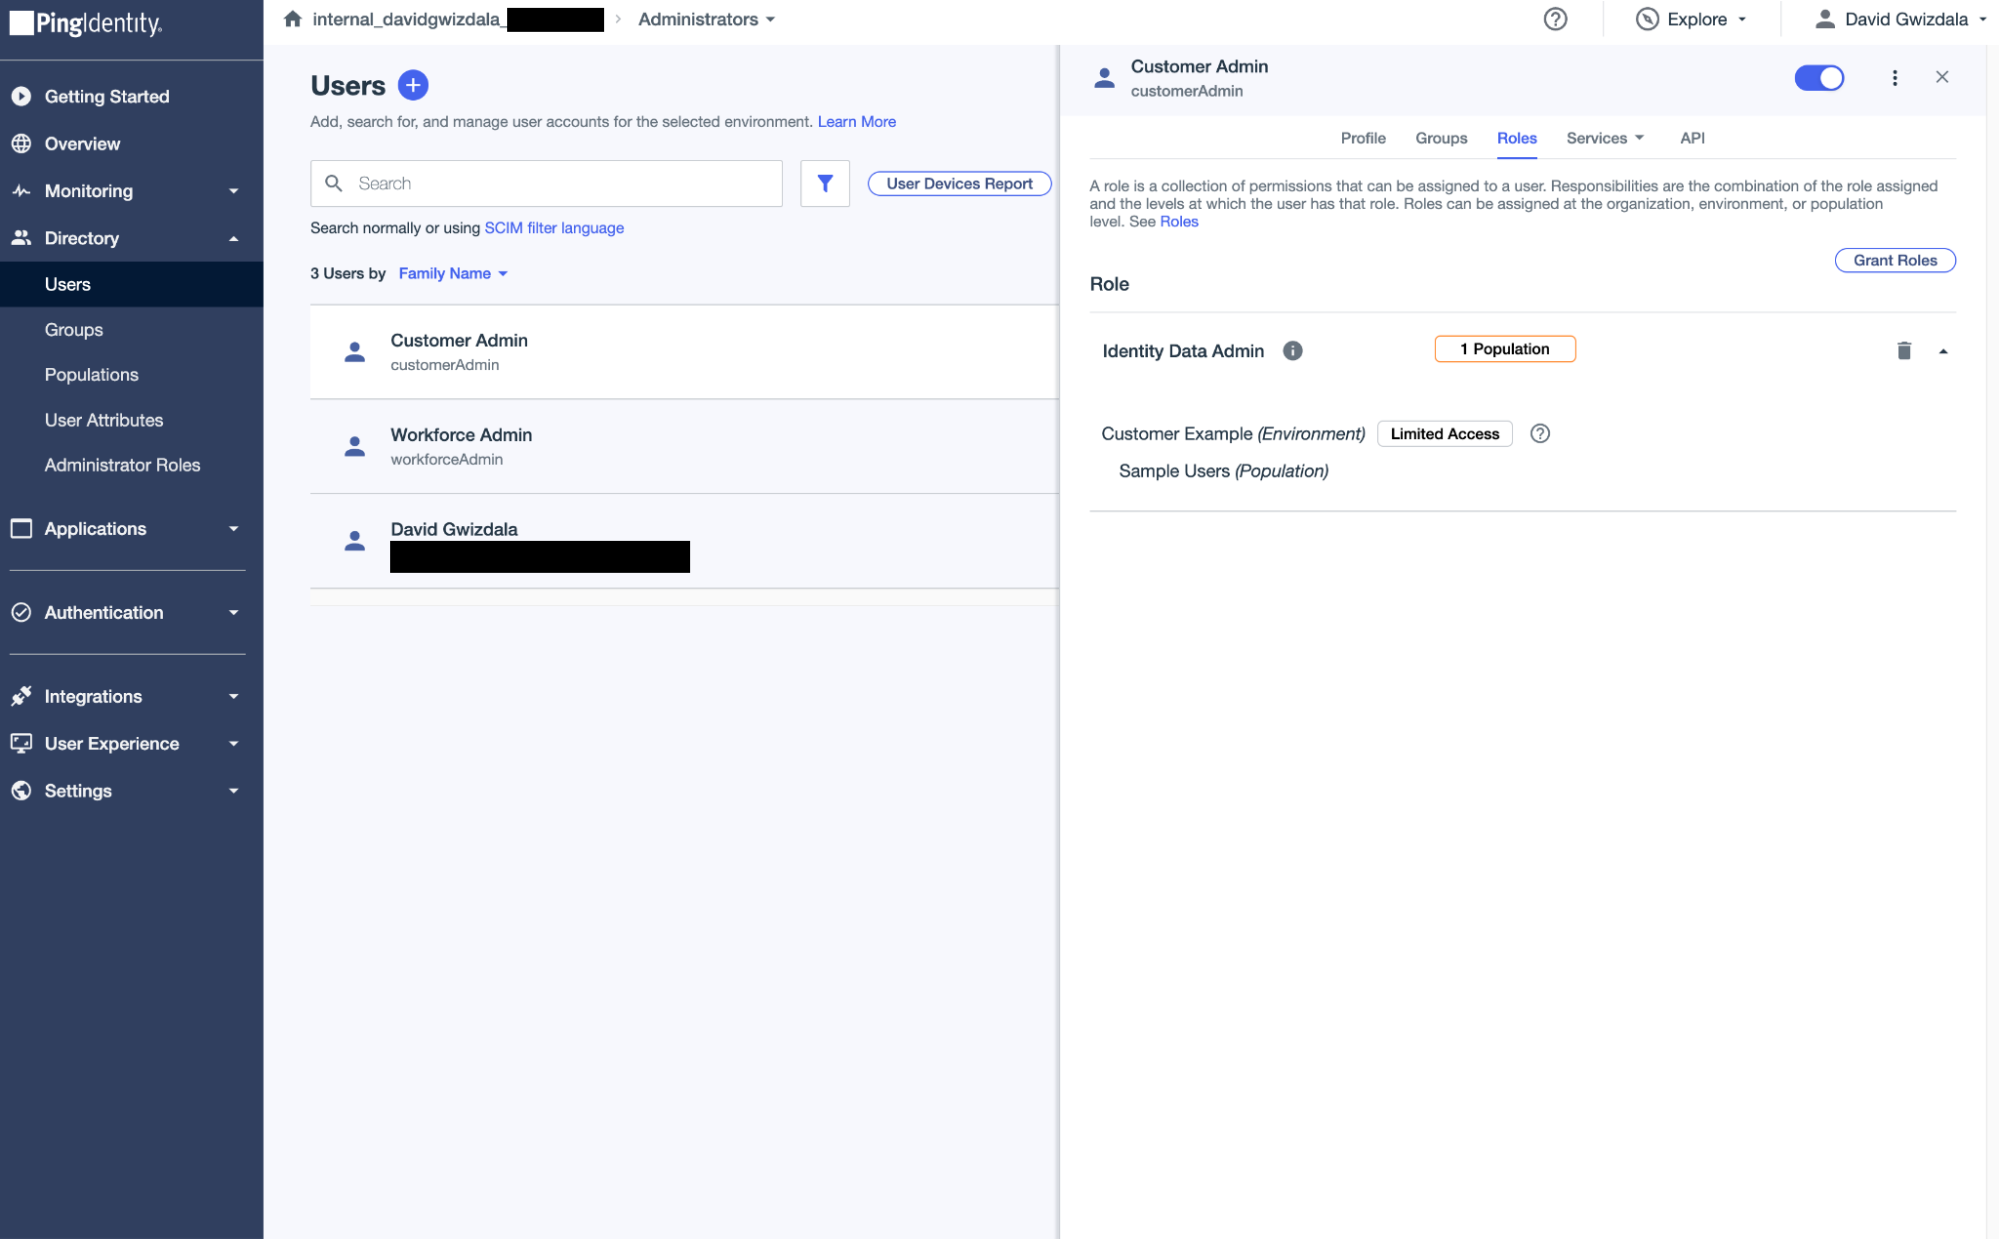 PingIdentity.
internal_davidgwizdala_
Administrators
Explore
David Gwizdala
Getting Started
Overview
Monitoring
Directory
Users
Groups
Populations
User Attributes
Administrator Roles
Applications
Authentication
Integrations
User Experience
Settings
Users
Add, search for, and manage user accounts for the selected environment. Learn More
Search
User Devices Report
Search normally or using SCIM filter language
3 Users by Family Name
Customer Admin
customerAdmin
Workforce Admin
workforceAdmin
David Gwizdala
Customer Admin
customerAdmin
Profile Groups Roles Services API
A role is a collection of permissions that can be assigned to a user. Responsibilities are the combination of the role assigned
and the levels at which the user has that role. Roles can be assigned at the organization, environment, or population
level. See Roles
Grant Roles
Role
Identity Data Admin 1 Population
Customer Example (Environment) Limited Access
Sample Users (Population)